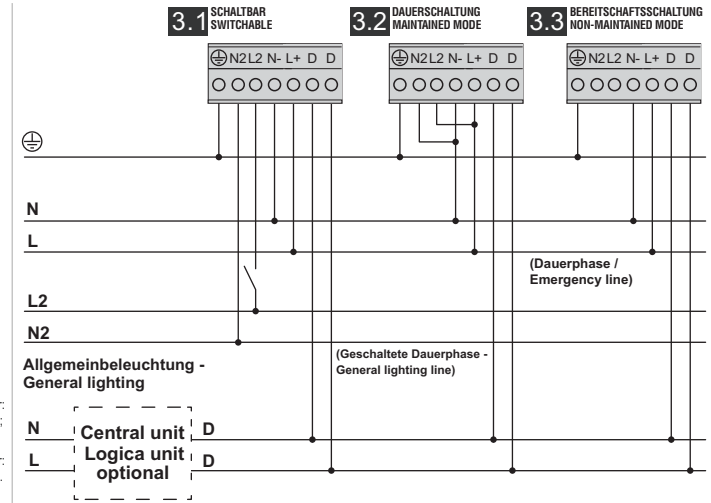 3.1 SCHALTBAR
SWITCHABLE
3.2 DAUERSCHALTUNG
MAINTAINED MODE
3.3 BEREITSCHAFTSSCHALTUNG
NON-MAINTAINED MODE
N2 L2 N- L+ D D
N2 L2 N- L+ D D
N2 L2 N- L+ D D
N
L
(Dauerphase /
Emergency line)
L2
N2
Allgemeinbeleuchtung -
General lighting
(Geschaltete Dauerphase -
General lighting line)
N
Central unit
D
L
Logica unit
D
optional